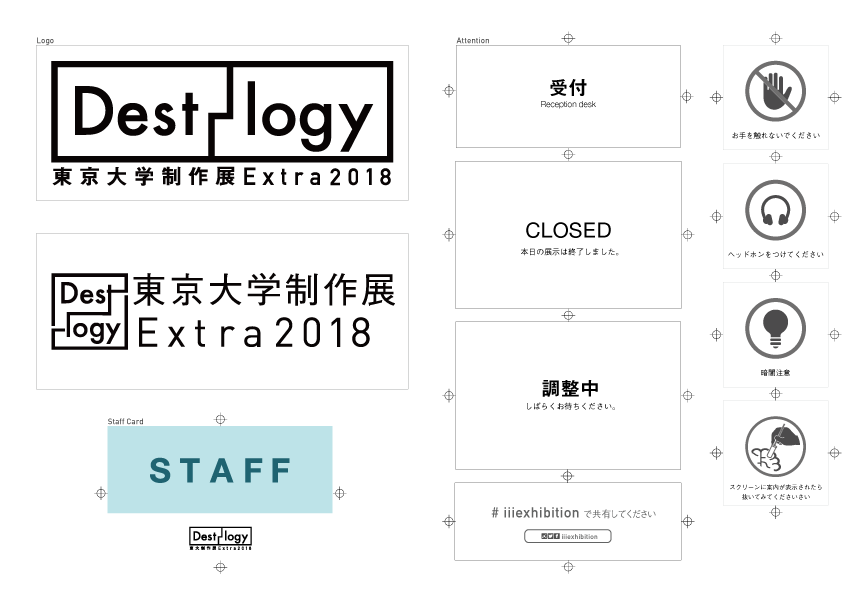 Logo
Dest logy
東京大学制作展Extra2018
Dest
logy
東京大学制作展
Extra2018
Staff Card
STAFF
Dest logy
東大制作展Extra2018
Attention
受付
Reception desk
CLOSED
本日の展示は終了しました。
調整中
しばらくお待ちください。
# iiiexhibition で共有してください
iiiexhibition
お手を触れないでください
ヘッドホンをつけてください
暗闇注意
スクリーンに案内が表示されたら
抜いてみてくださいさい